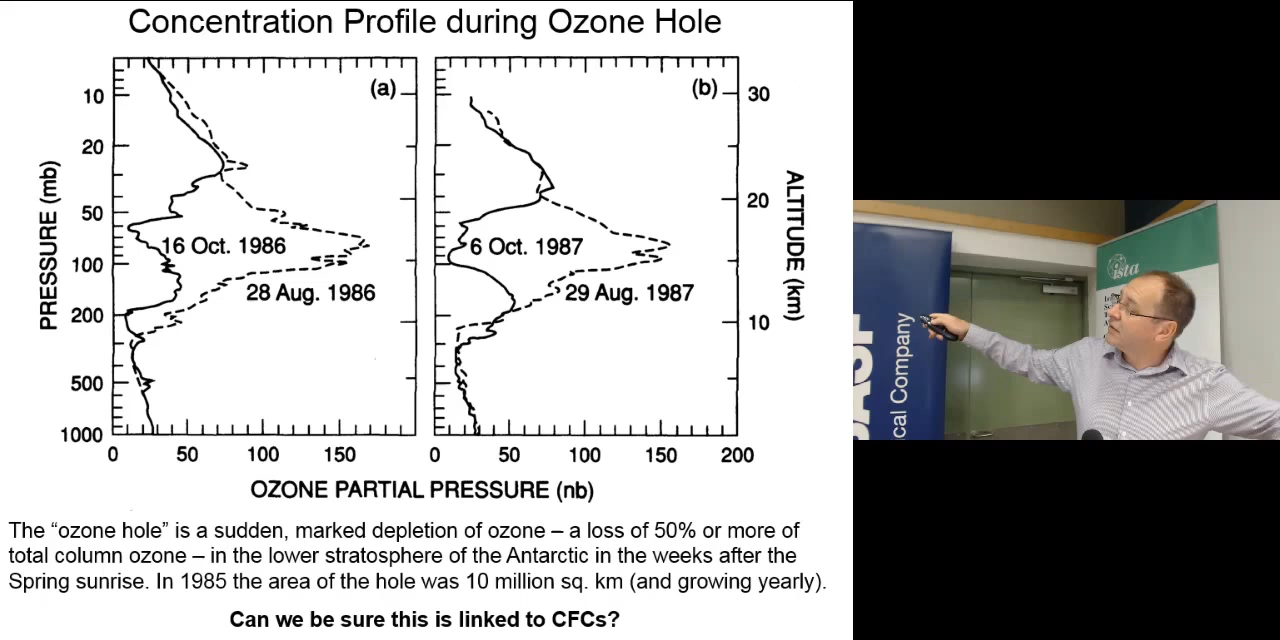 Concentration Profile during Ozone Hole
(a)
(b)
10
20
50
100
200
500
1000
PRESSURE (mb)
16 Oct. 1986
28 Aug. 1986
6 Oct. 1987
29 Aug. 1987
30
20
10
ALTITUDE (km)
0 50 100 150 0 50 100 150 200
OZONE PARTIAL PRESSURE (nb)
The “ozone hole” is a sudden, marked depletion of ozone – a loss of 50% or more of
total column ozone – in the lower stratosphere of the Antarctic in the weeks after the
Spring sunrise. In 1985 the area of the hole was 10 million sq. km (and growing yearly).
Can we be sure this is linked to CFCs?
cal Company
ista